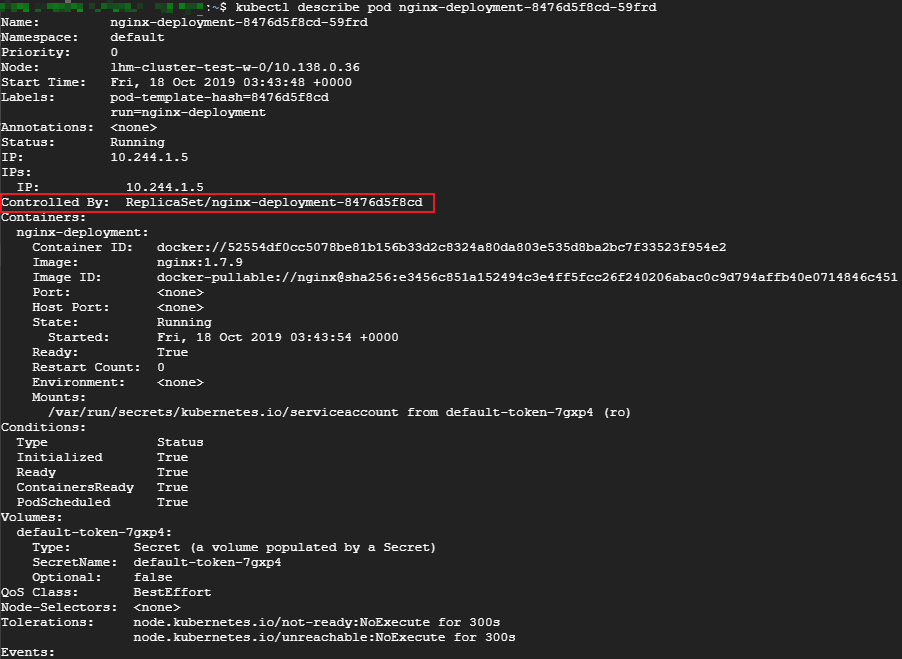 :~$ kubectl describe pod nginx-deployment-8476d5f8cd-59frd
Name:         nginx-deployment-8476d5f8cd-59frd
Namespace:    default
Priority:     0
Node:         lhm-cluster-test-w-0/10.138.0.36
Start Time:   Fri, 18 Oct 2019 03:43:48 +0000
Labels:       pod-template-hash=8476d5f8cd
              run=nginx-deployment
Annotations:  <none>
Status:       Running
IP:           10.244.1.5
IPs:
  IP:           10.244.1.5
Controlled By:  ReplicaSet/nginx-deployment-8476d5f8cd
Containers:
  nginx-deployment:
    Container ID:   docker://52554df0cc5078be81b156b33d2c8324a80da803e535d8ba2bc7f33523f954e2
    Image:          nginx:1.7.9
    Image ID:       docker-pullable://nginx@sha256:e3456c851a152494c3e4ff5fcc26f240206abac0c9d794affb40e0714846c451
    Port:           <none>
    Host Port:      <none>
    State:          Running
      Started:      Fri, 18 Oct 2019 03:43:54 +0000
    Ready:          True
    Restart Count:  0
    Environment:    <none>
    Mounts:
      /var/run/secrets/kubernetes.io/serviceaccount from default-token-7gxp4 (ro)
Conditions:
  Type              Status
  Initialized       True
  Ready             True
  ContainersReady   True
  PodScheduled      True
Volumes:
  default-token-7gxp4:
    Type:        Secret (a volume populated by a Secret)
    SecretName:  default-token-7gxp4
    Optional:    false
QoS Class:       BestEffort
Node-Selectors:  <none>
Tolerations:     node.kubernetes.io/not-ready:NoExecute for 300s
                 node.kubernetes.io/unreachable:NoExecute for 300s
Events: